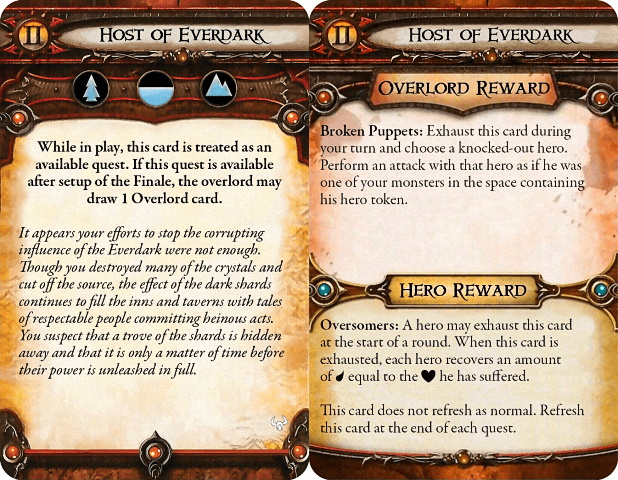 II
Host of Everdark
While in play, this card is treated as an
available quest. If this quest is available
after setup of the Finale, the overlord may
draw 1 Overlord card.
It appears your efforts to stop the corrupting
influence of the Everdark were not enough.
Though you destroyed many of the crystals and
cut off the source, the effect of the dark shards
continues to fill the inns and taverns with tales
of respectable people committing heinous acts.
You suspect that a trove of the shards is hidden
away and that it is only a matter of time before
their power is unleashed in full.
II
Host of Everdark
Overlord Reward
Broken Puppets: Exhaust this card during
your turn and choose a knocked-out hero.
Perform an attack with that hero as if he was
one of your monsters in the space containing
his hero token.
Hero Reward
Oversomers: A hero may exhaust this card
at the start of a round. When this card is
exhausted, each hero recovers an amount
of equal to the he has suffered.
This card does not refresh as normal. Refresh
this card at the end of each quest.